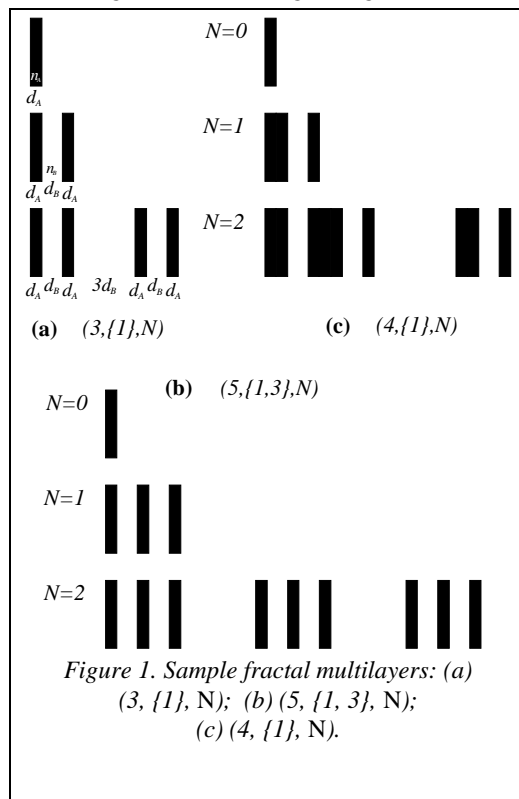 N=0
n_A
d_A
N=1
n_B
d_A d_B d_A
N=2
d_A d_B d_A 3d_B d_A d_B d_A
(a) (3,{1},N) (c) (4,{1},N)
(b) (5,{1,3},N)
N=0
N=1
N=2
Figure 1. Sample fractal multilayers: (a)
(3, {1}, N); (b) (5, {1, 3}, N);
(c) (4, {1}, N).